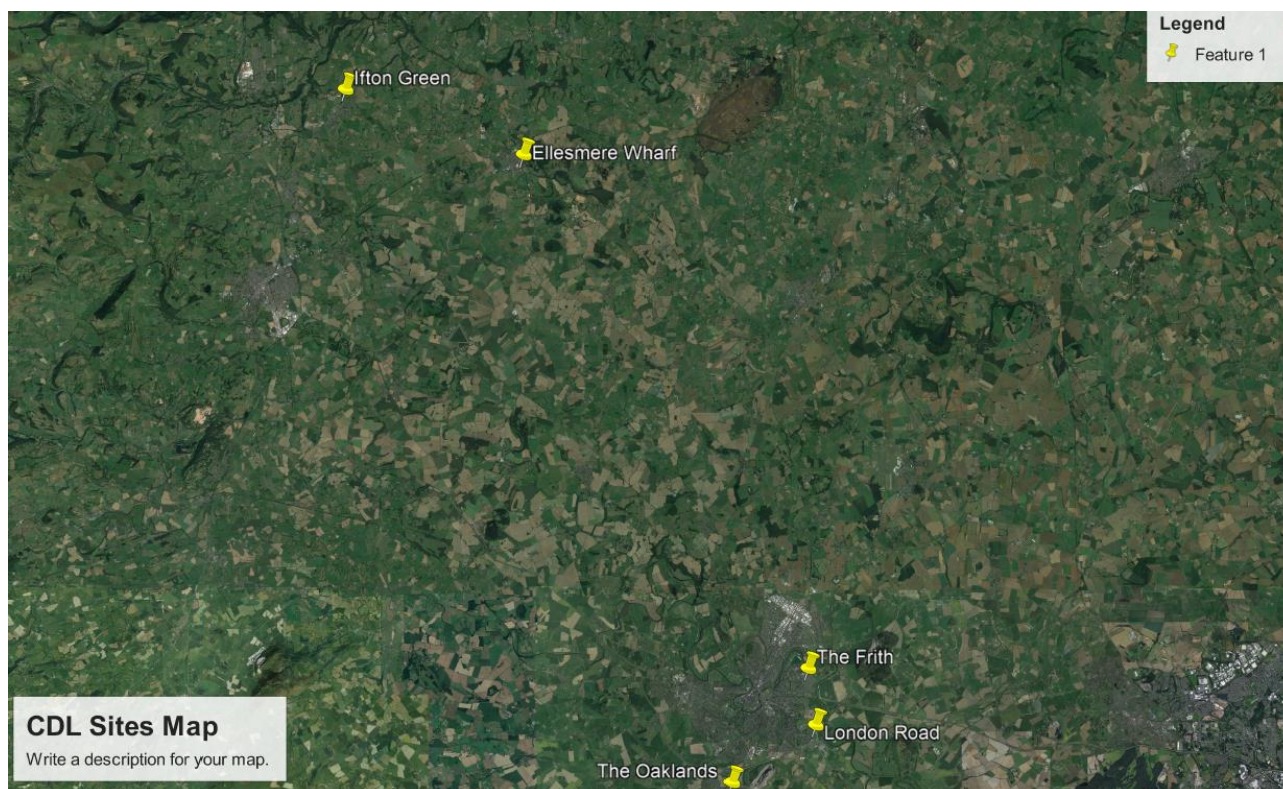 Legend
Feature 1
Ifton Green
Ellesmere Wharf
The Frith
London Road
The Oaklands
CDL Sites Map
Write a description for your map.